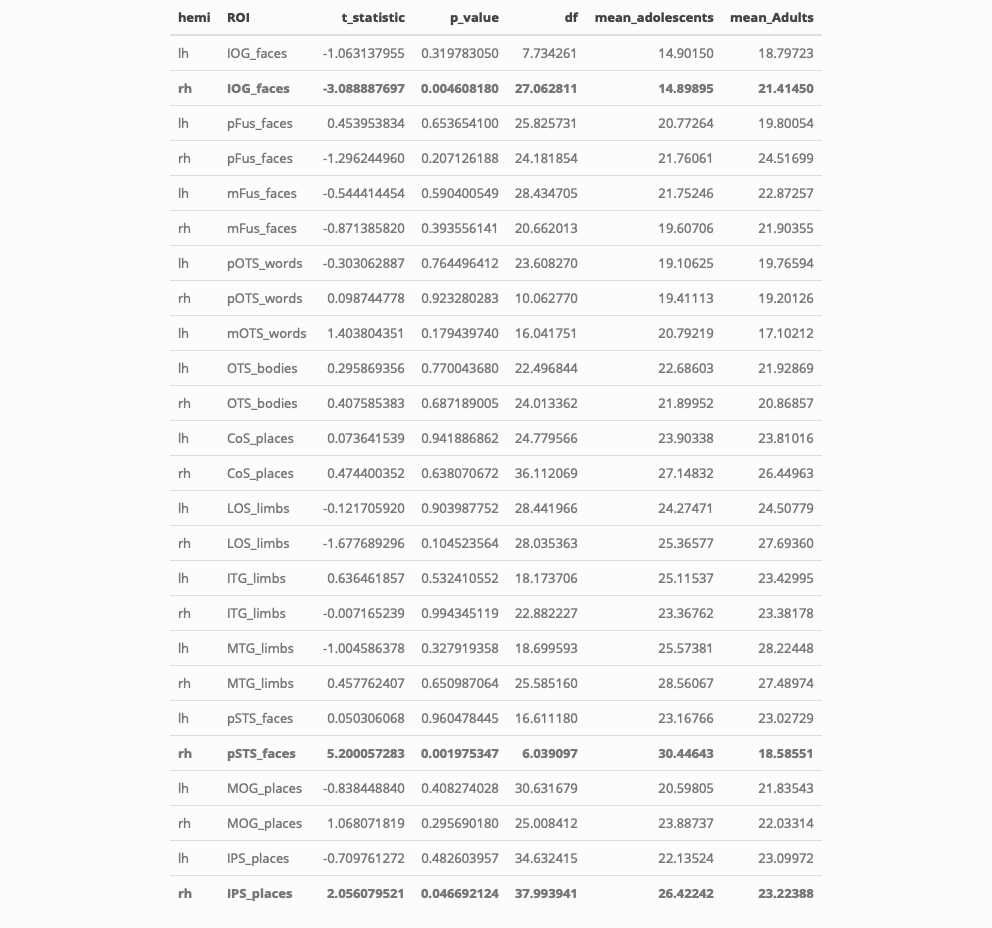 hemi ROI t_statistic p_value df mean_adolescents mean_Adults
lh IOG_faces -1.063137955 0.319783050 7.734261 14.90150 18.79723
rh IOG_faces -3.088887697 0.004608180 27.062811 14.89895 21.41450
lh pFus_faces 0.453953834 0.653654100 25.825731 20.77264 19.80054
rh pFus_faces -1.296244960 0.207126188 24.181854 21.76061 24.51699
lh mFus_faces -0.544414454 0.590400549 28.434705 21.75246 22.87257
rh mFus_faces -0.871385820 0.393556141 20.662013 19.60706 21.90355
lh pOTS_words -0.303062887 0.764496412 23.608270 19.10625 19.76594
rh pOTS_words 0.098744778 0.923280283 10.062770 19.41113 19.20126
lh mOTS_words 1.403804351 0.179439740 16.041751 20.79219 17.10212
lh OTS_bodies 0.295869356 0.770043680 22.496844 22.68603 21.92869
rh OTS_bodies 0.407585383 0.687189005 24.013362 21.89952 20.86857
lh CoS_places 0.073641539 0.941886862 24.779566 23.90338 23.81016
rh CoS_places 0.474400352 0.638070672 36.112069 27.14832 26.44963
lh LOS_limbs -0.121705920 0.903987752 28.441966 24.27471 24.50779
rh LOS_limbs -1.677689296 0.104523564 28.035363 25.36577 27.69360
lh ITG_limbs 0.636461857 0.532410552 18.173706 25.11537 23.42995
rh ITG_limbs -0.007165239 0.994345119 22.882227 23.36762 23.38178
lh MTG_limbs -1.004586378 0.327919358 18.699593 25.57381 28.22448
rh MTG_limbs 0.457762407 0.650987064 25.585160 28.56067 27.48974
lh pSTS_faces 0.050306068 0.960478445 16.611180 23.16766 23.02729
rh pSTS_faces 5.200057283 0.001975347 6.039097 30.44643 18.58551
lh MOG_places -0.838448840 0.408274028 30.631679 20.59805 21.83543
rh MOG_places 1.068071819 0.295690180 25.008412 23.88737 22.03314
lh IPS_places -0.709761272 0.482603957 34.632415 22.13524 23.09972
rh IPS_places 2.056079521 0.046692124 37.993941 26.42242 23.22388